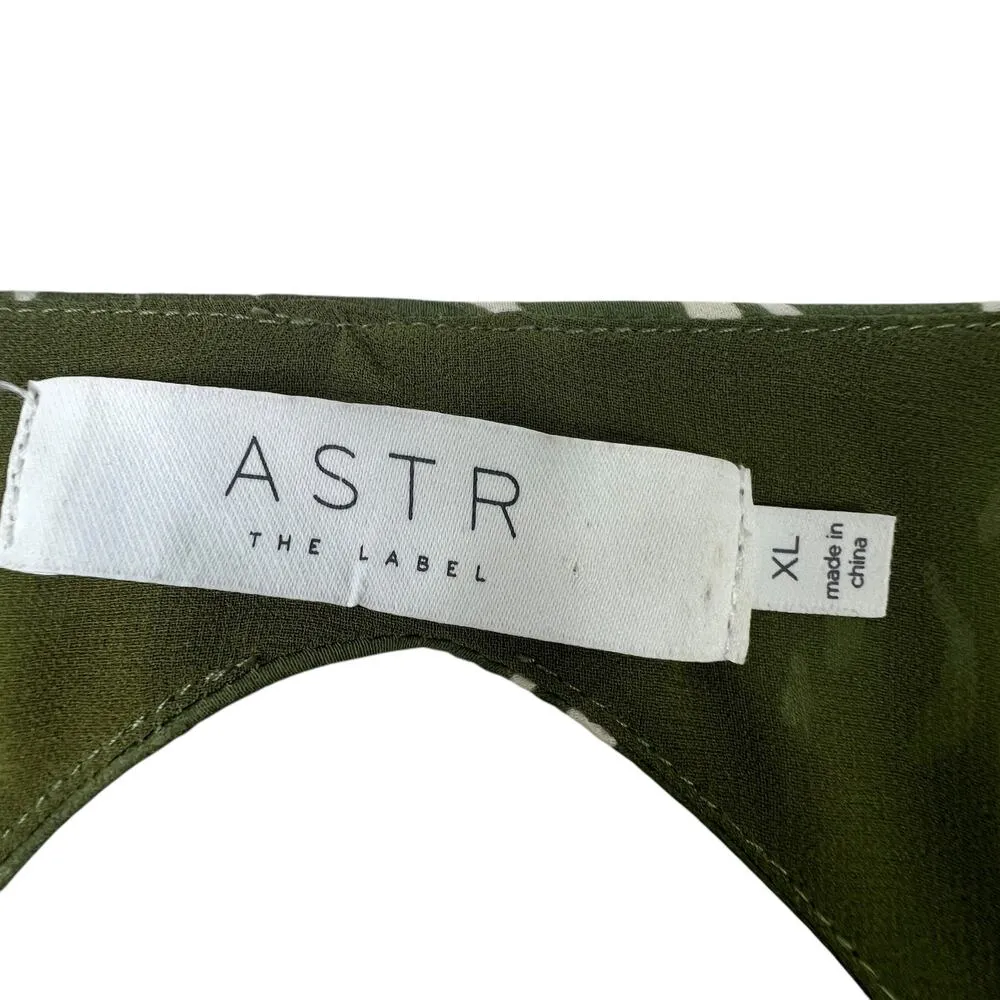 ASTR
THE LABEL
XL
made in
china